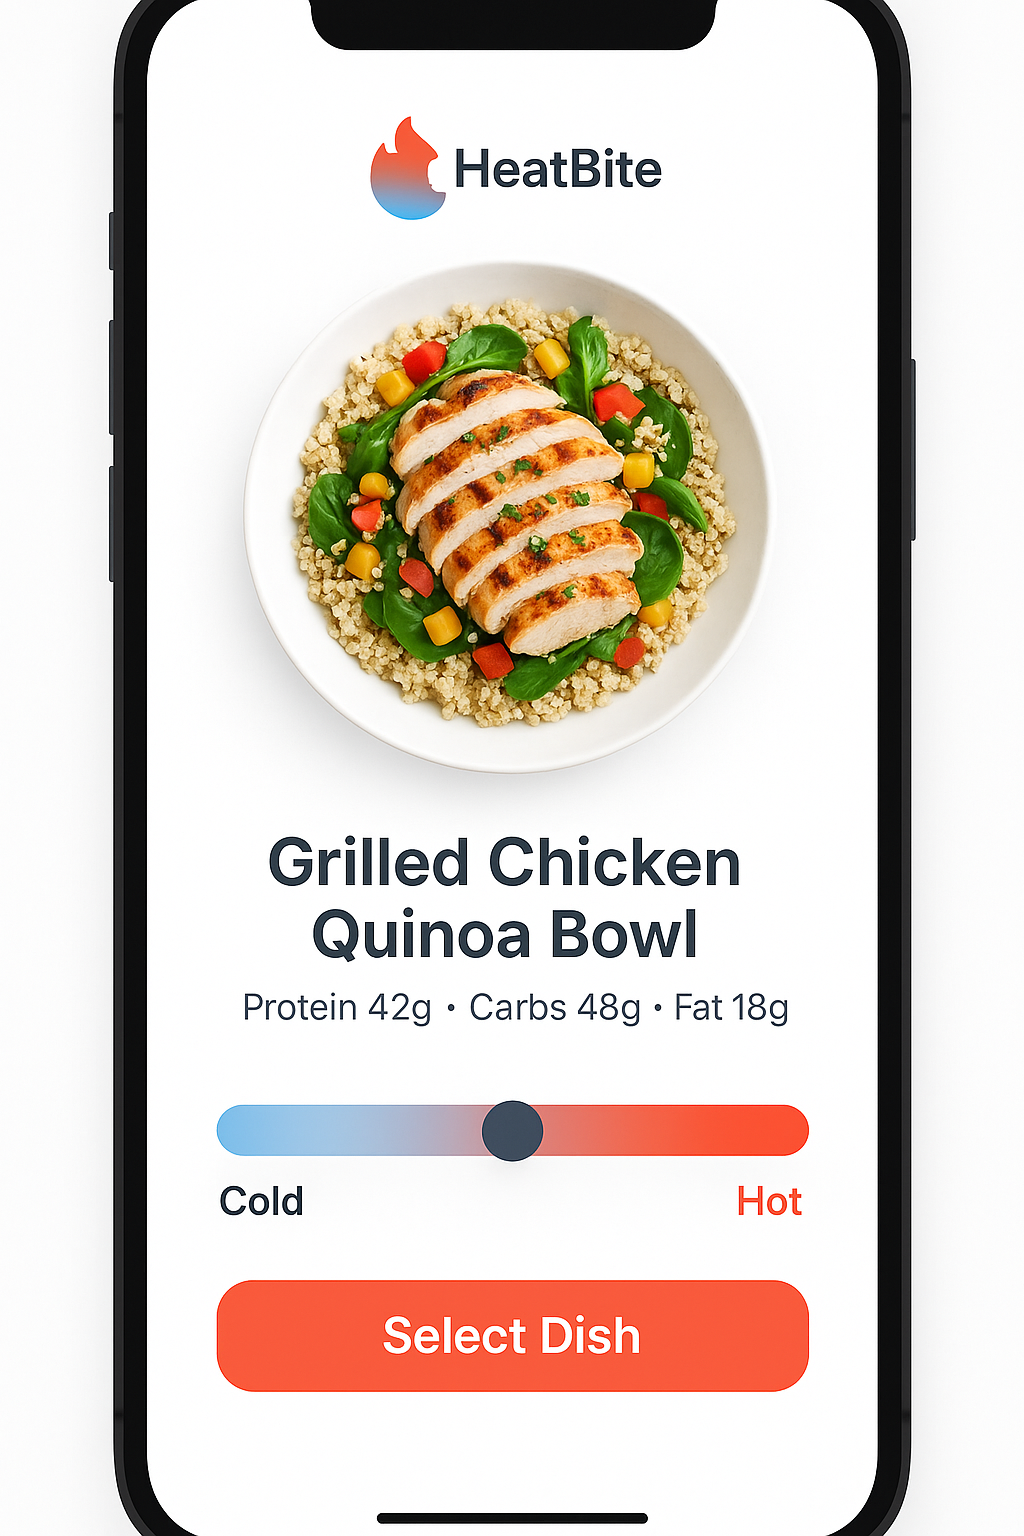 HeatBite
Grilled Chicken
Quinoa Bowl
Protein 42g • Carbs 48g • Fat 18g
Cold Hot
Select Dish